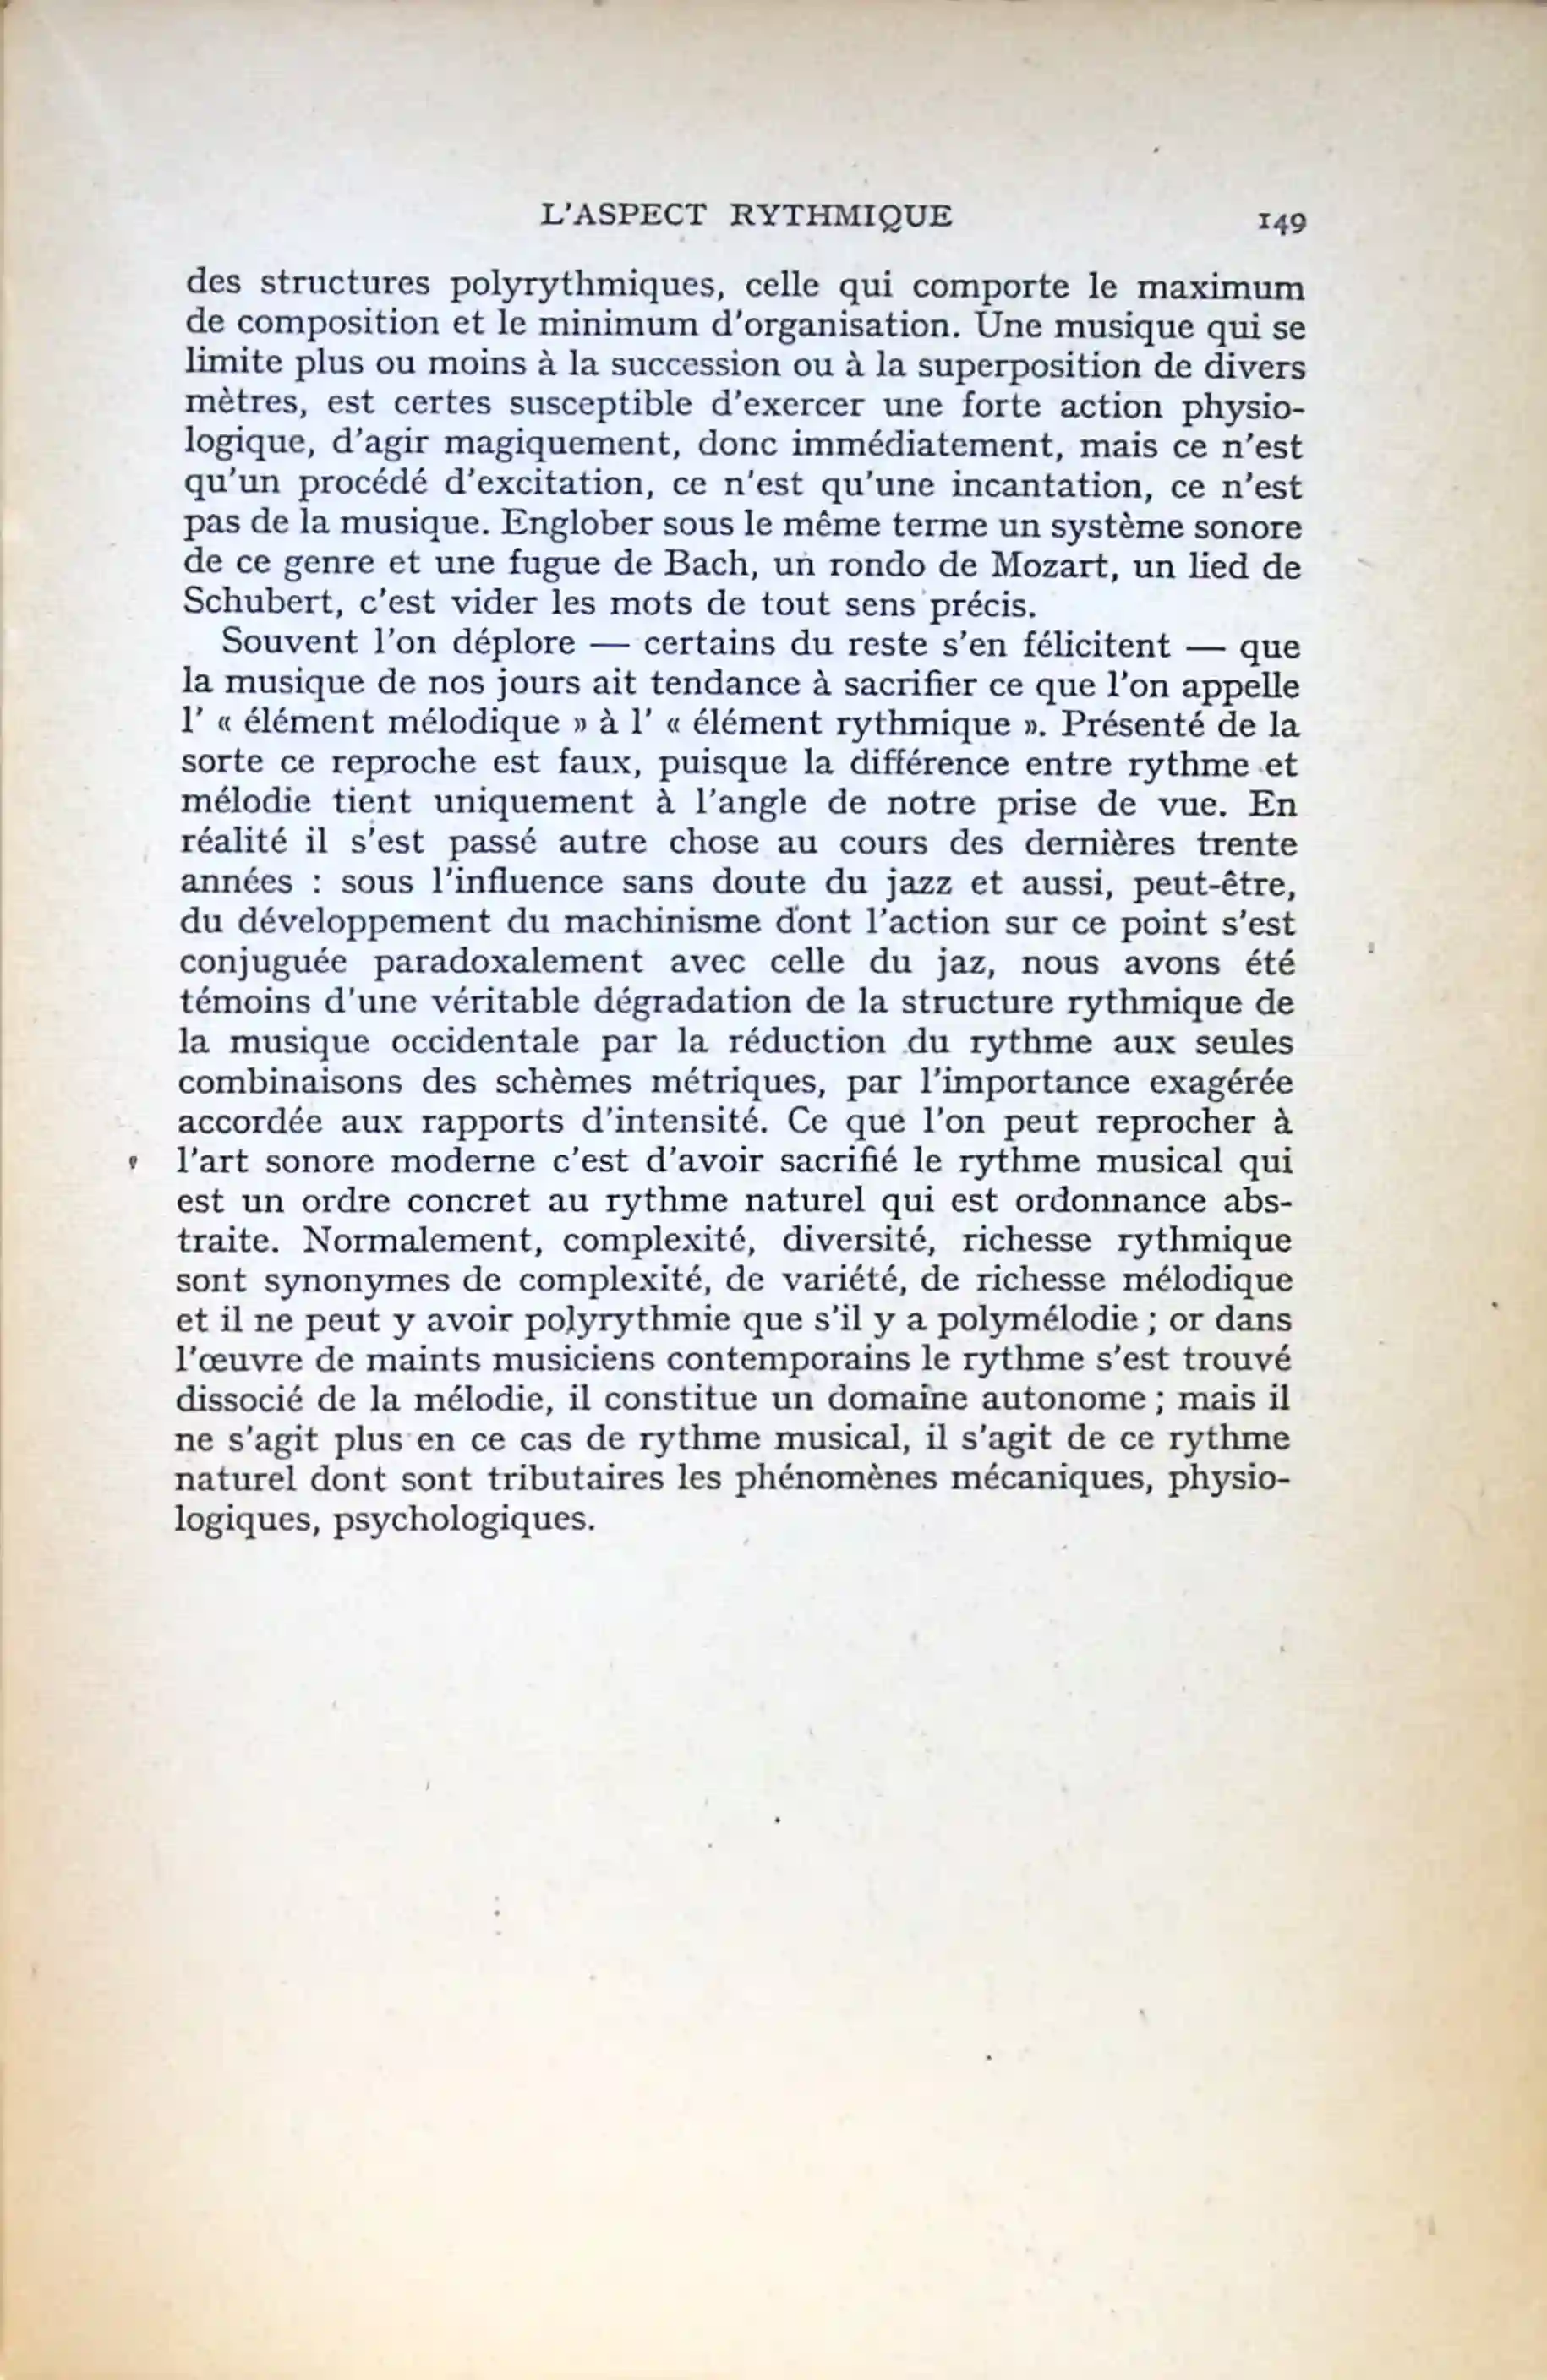 L'ASPECT RYTHMIQUE 149
des structures polyrythmiques, celle qui comporte le maximum
de composition et le minimum d'organisation. Une musique qui se
limite plus ou moins à la succession ou à la superposition de divers
mètres, est certes susceptible d'exercer une forte action physio-
logique, d'agir magiquement, donc immédiatement, mais ce n'est
qu'un procédé d'excitation, ce n'est qu'une incantation, ce n'est
pas de la musique. Englober sous le même terme un système sonore
de ce genre et une fugue de Bach, un rondo de Mozart, un lied de
Schubert, c'est vider les mots de tout sens précis.
Souvent l'on déplore — certains du reste s'en félicitent — que
la musique de nos jours ait tendance à sacrifier ce que l'on appelle
l' « élément mélodique » à l' « élément rythmique ». Présenté de la
sorte ce reproche est faux, puisque la différence entre rythme et
mélodie tient uniquement à l'angle de notre prise de vue. En
réalité il s'est passé autre chose au cours des dernières trente
années : sous l'influence sans doute du jazz et aussi, peut-être,
du développement du machinisme dont l'action sur ce point s'est
conjuguée paradoxalement avec celle du jaz, nous avons été
témoins d'une véritable dégradation de la structure rythmique de
la musique occidentale par la réduction du rythme aux seules
combinaisons des schèmes métriques, par l'importance exagérée
accordée aux rapports d'intensité. Ce que l'on peut reprocher à
l'art sonore moderne c'est d'avoir sacrifié le rythme musical qui
est un ordre concret au rythme naturel qui est ordonnance abs-
traite. Normalement, complexité, diversité, richesse rythmique
sont synonymes de complexité, de variété, de richesse mélodique
et il ne peut y avoir polyrythmie que s'il y a polymélodie ; or dans
l'œuvre de maints musiciens contemporains le rythme s'est trouvé
dissocié de la mélodie, il constitue un domaine autonome ; mais il
ne s'agit plus en ce cas de rythme musical, il s'agit de ce rythme
naturel dont sont tributaires les phénomènes mécaniques, physio-
logiques, psychologiques.